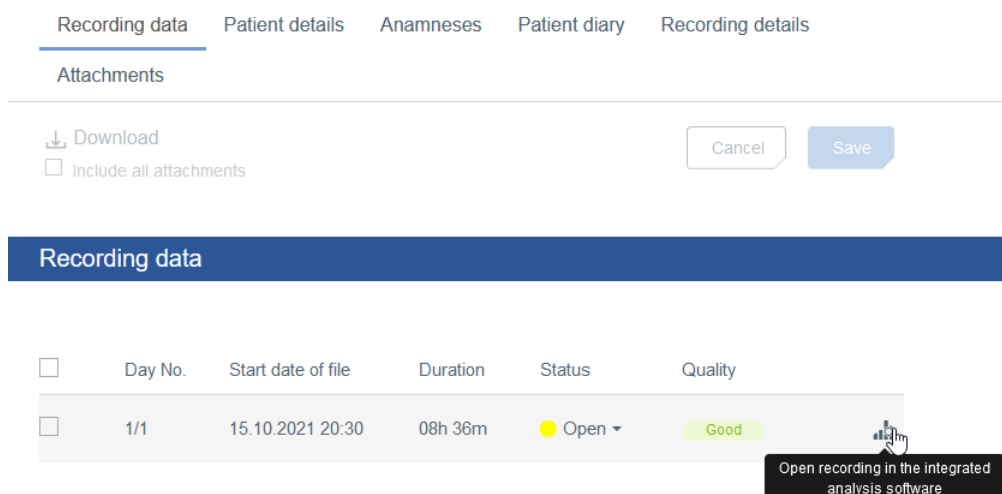 Recording data Patient details Anamneses Patient diary Recording details
Attachments
Download
Include all attachments
Cancel Save
Recording data
Day No. Start date of file Duration Status Quality
1/1 15.10.2021 20:30 08h 36m Open Good
Open recording in the integrated
analysis software